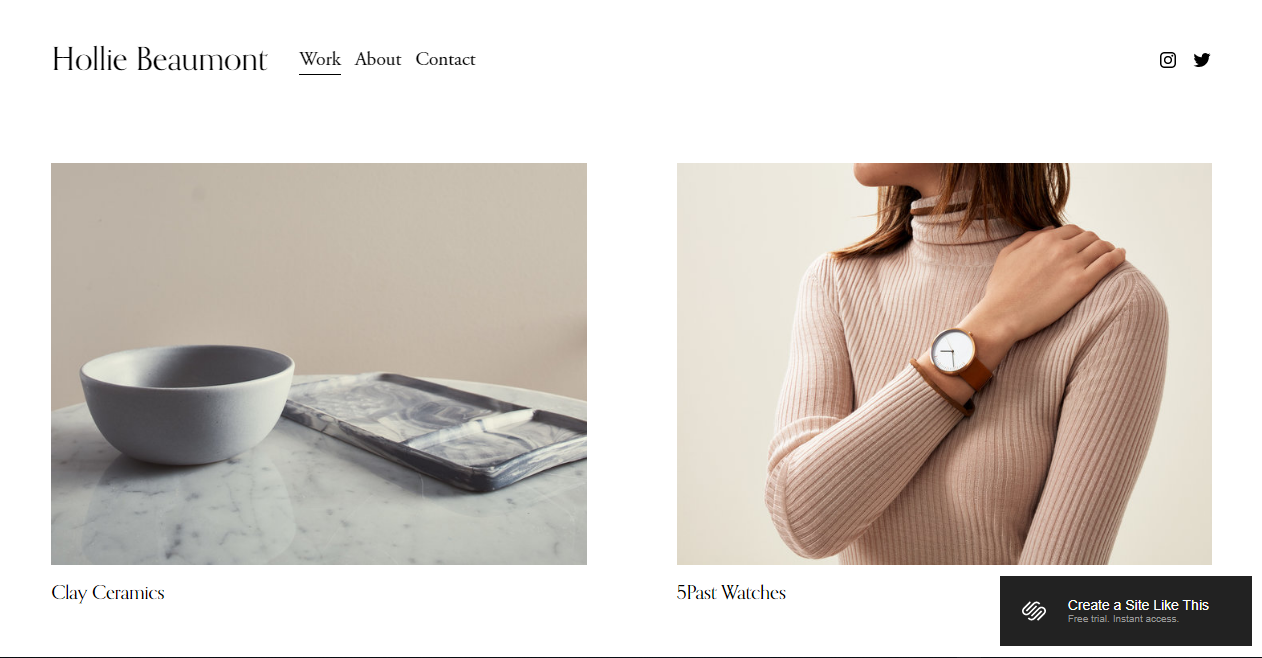 Hollie Beaumont
Work About Contact
Clay Ceramics
5Past Watches
Create a Site Like This
Free trial. Instant access.